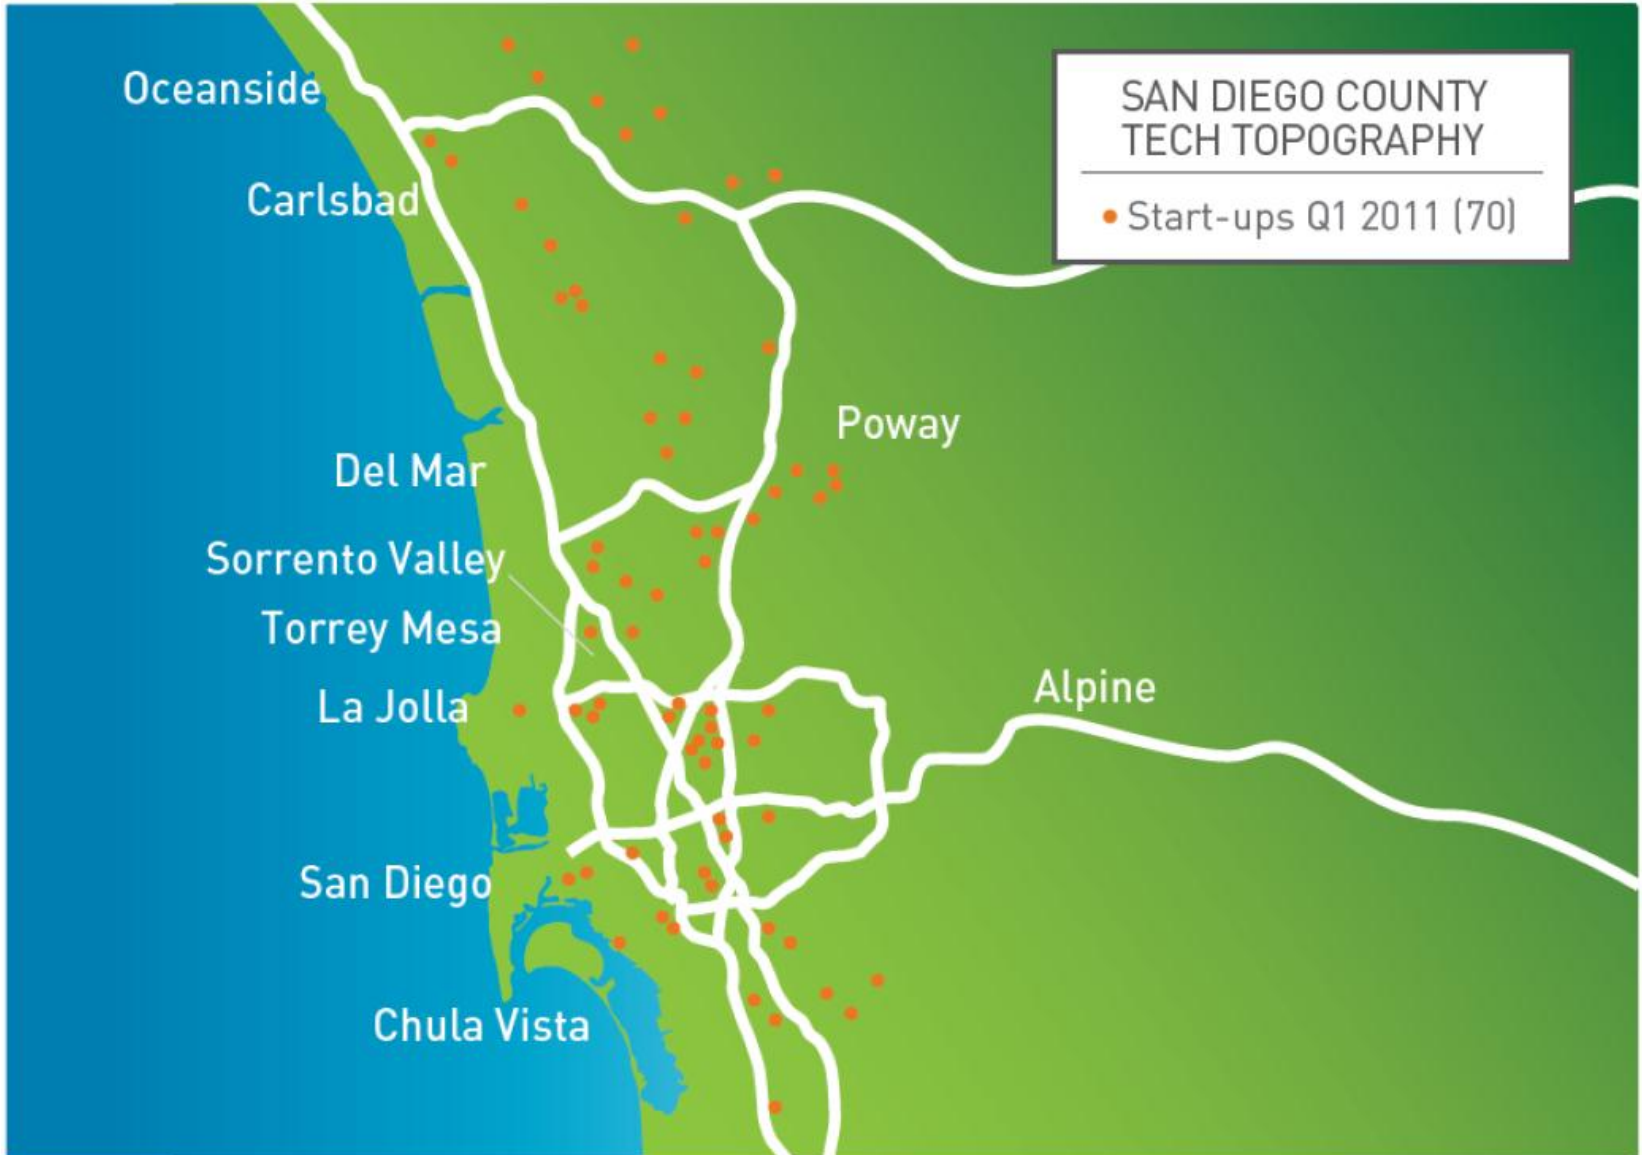 SAN DIEGO COUNTY
TECH TOPOGRAPHY
Start-ups Q1 2011 (70)
Oceanside
Carlsbad
Poway
Del Mar
Sorrento Valley
Torrey Mesa
Alpine
La Jolla
San Diego
Chula Vista